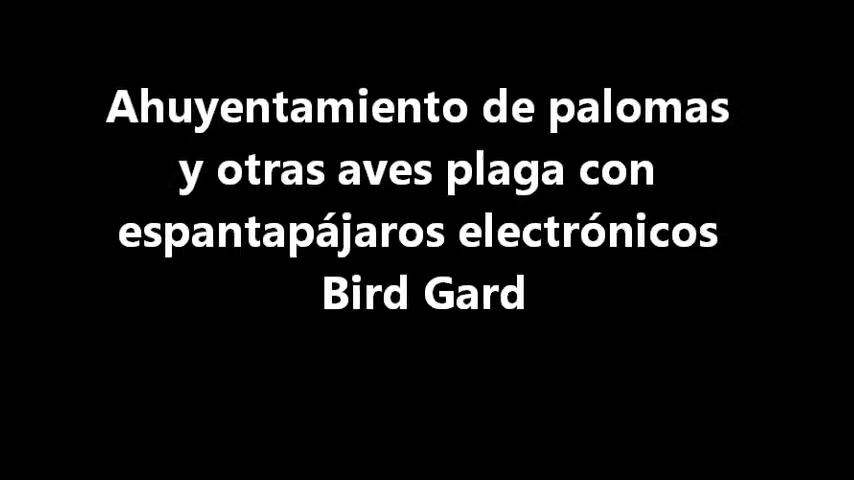 Ahuyentamiento de palomas
y otras aves plaga con
espantapájaros electrónicos
Bird Gard